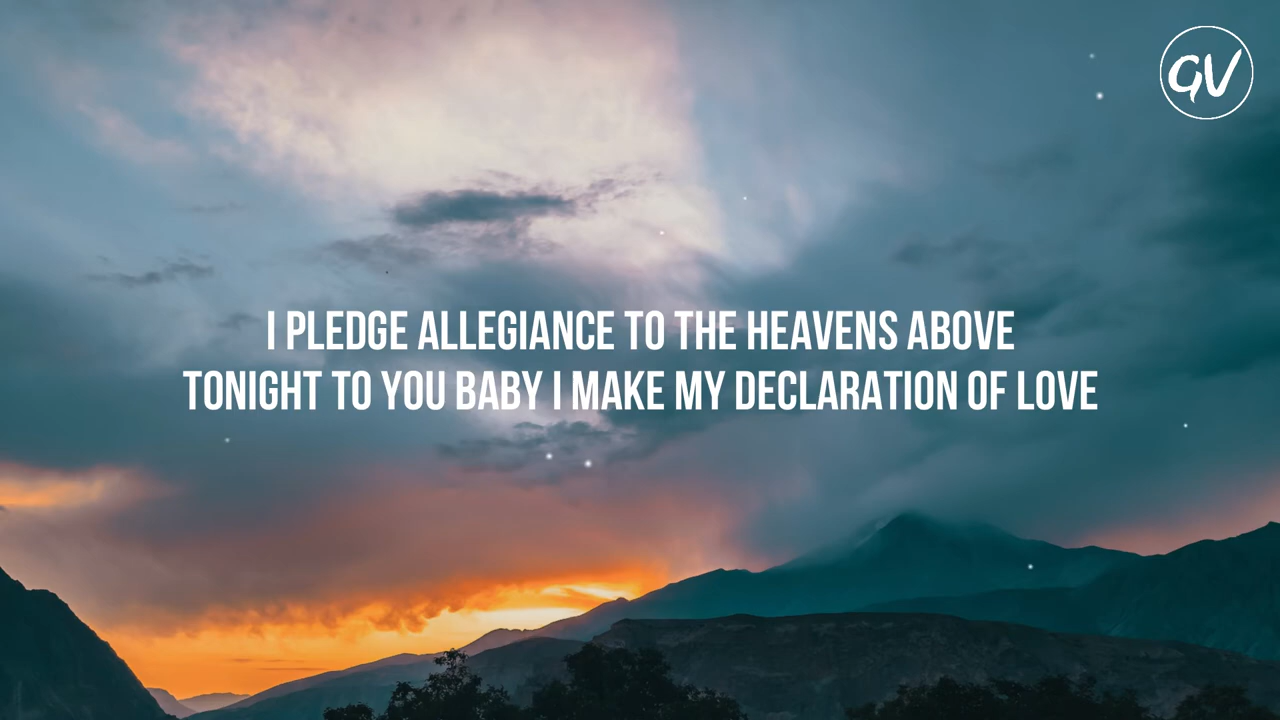 GV
I PLEDGE ALLEGIANCE TO THE HEAVENS ABOVE
TONIGHT TO YOU BABY I MAKE MY DECLARATION OF LOVE